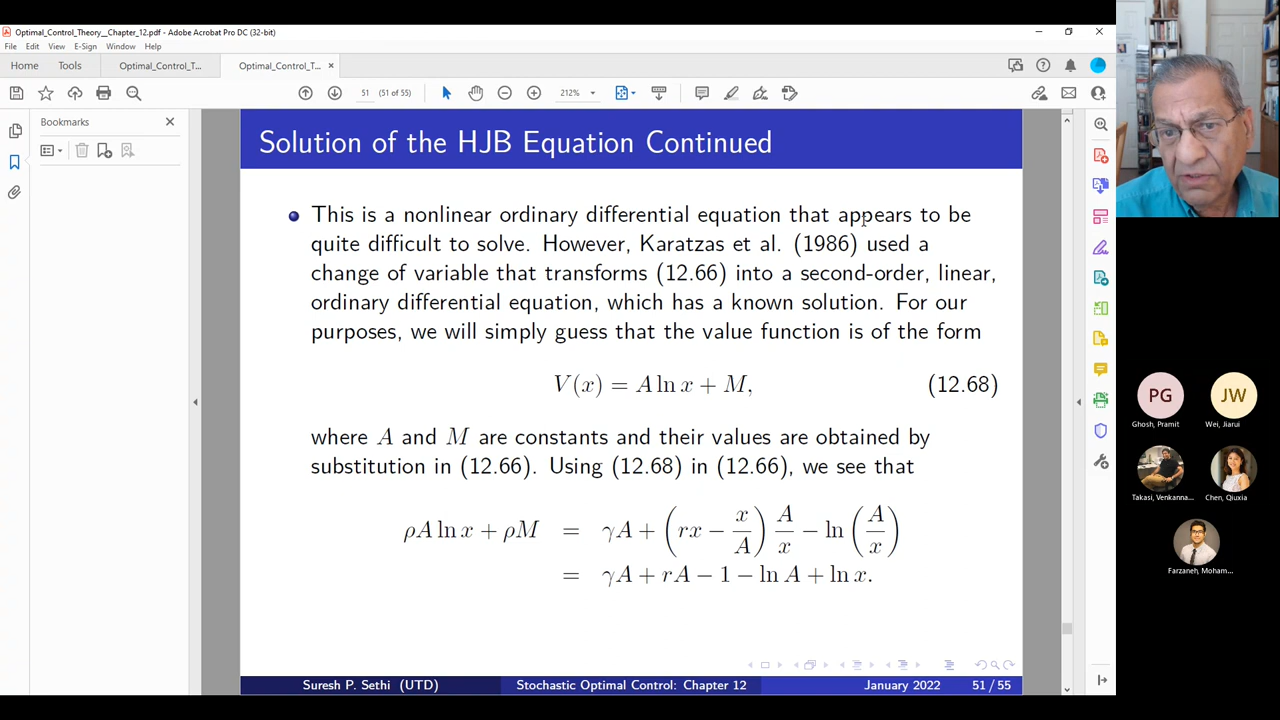 Optimal_Control_Theory__Chapter_12.pdf - Adobe Acrobat Pro DC (32-bit)
File Edit View E-Sign Window Help
Home Tools Optimal_Control_T... Optimal_Control_T... ×
51 (51 of 55) 212%
Bookmarks
Solution of the HJB Equation Continued
This is a nonlinear ordinary differential equation that appears to be
quite difficult to solve. However, Karatzas et al. (1986) used a
change of variable that transforms (12.66) into a second-order, linear,
ordinary differential equation, which has a known solution. For our
purposes, we will simply guess that the value function is of the form
V(x) = A ln x + M, (12.68)
where A and M are constants and their values are obtained by
substitution in (12.66). Using (12.68) in (12.66), we see that
ρA ln x + ρM = γA + (rx − x/A) A/x − ln (A/x)
= γA + rA − 1 − ln A + ln x.
Suresh P. Sethi (UTD) Stochastic Optimal Control: Chapter 12 January 2022 51 / 55
PG JW
Ghosh, Pramit Wei, Jiarui
Takasi, Venkanna... Chen, Qiuxia
Farzaneh, Moham...